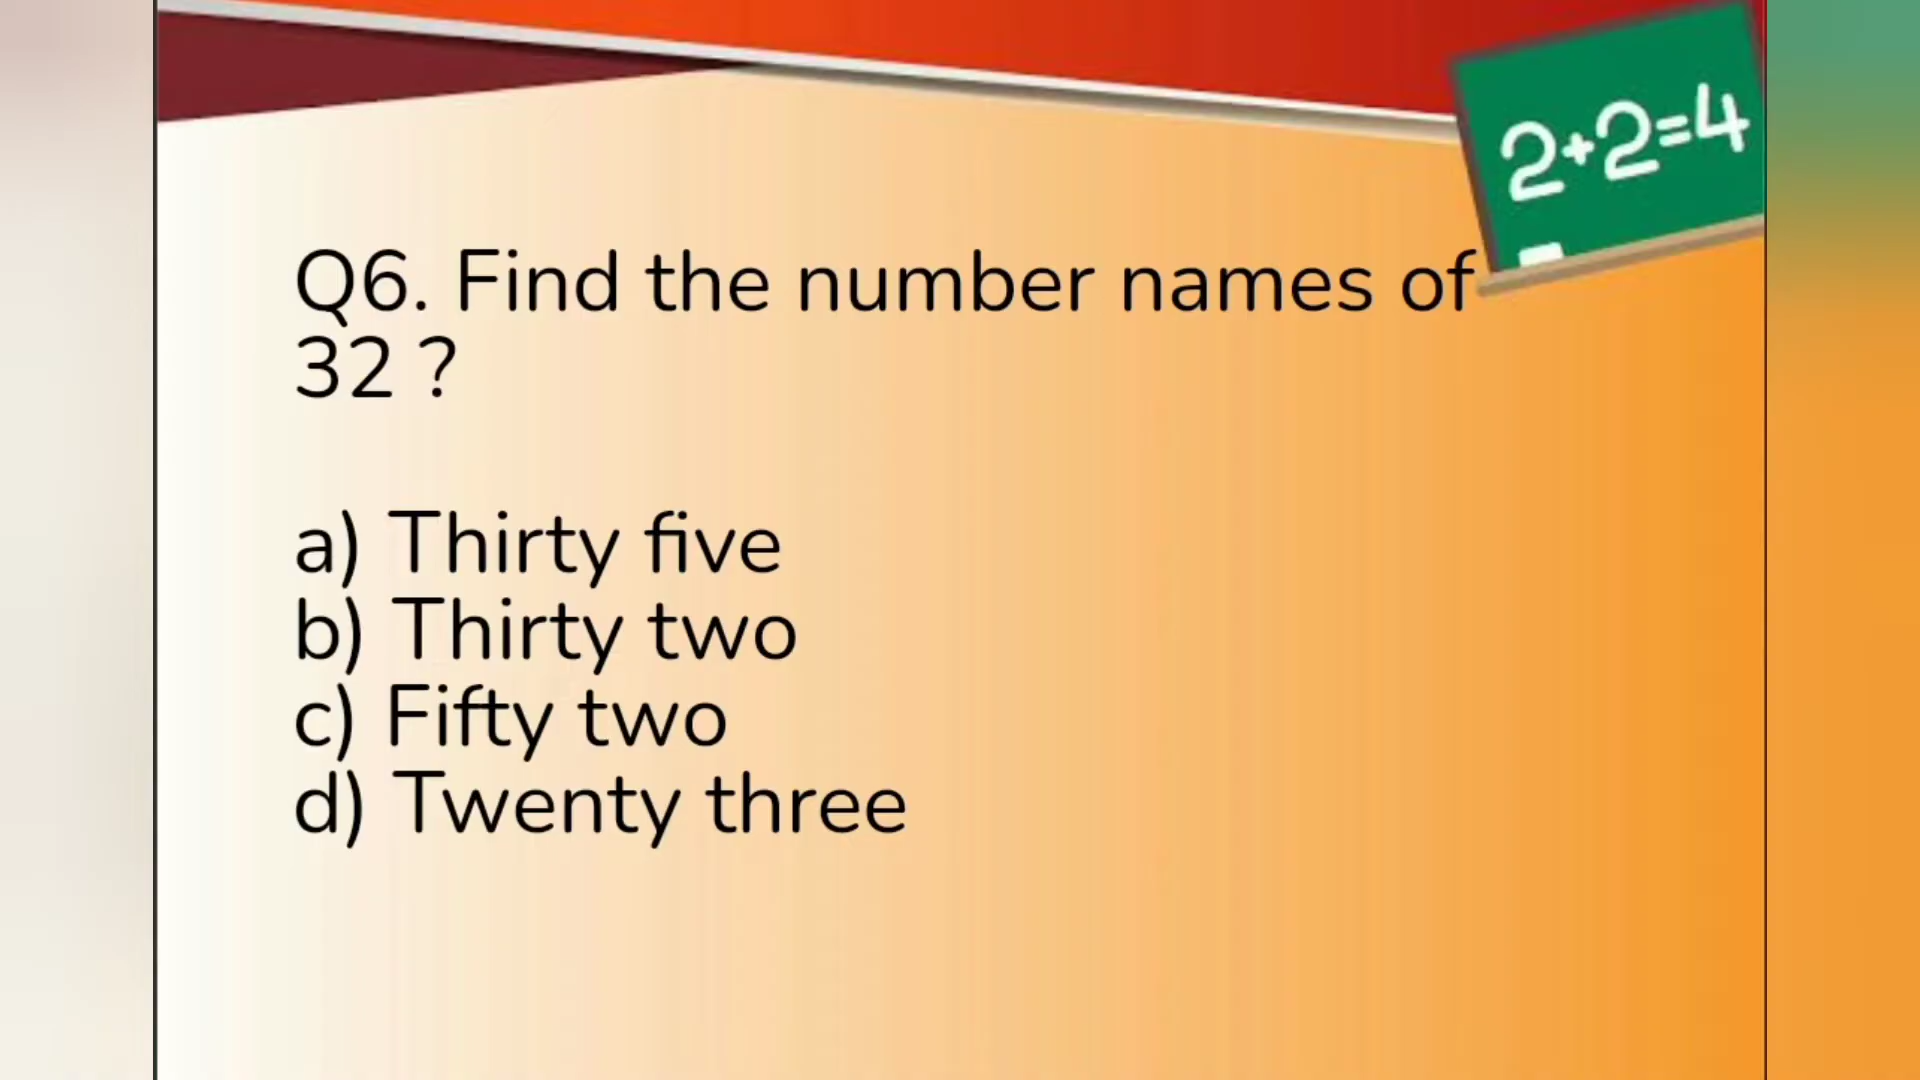 2+2=4
Q6. Find the number names of
32 ?
a) Thirty five
b) Thirty two
c) Fifty two
d) Twenty three